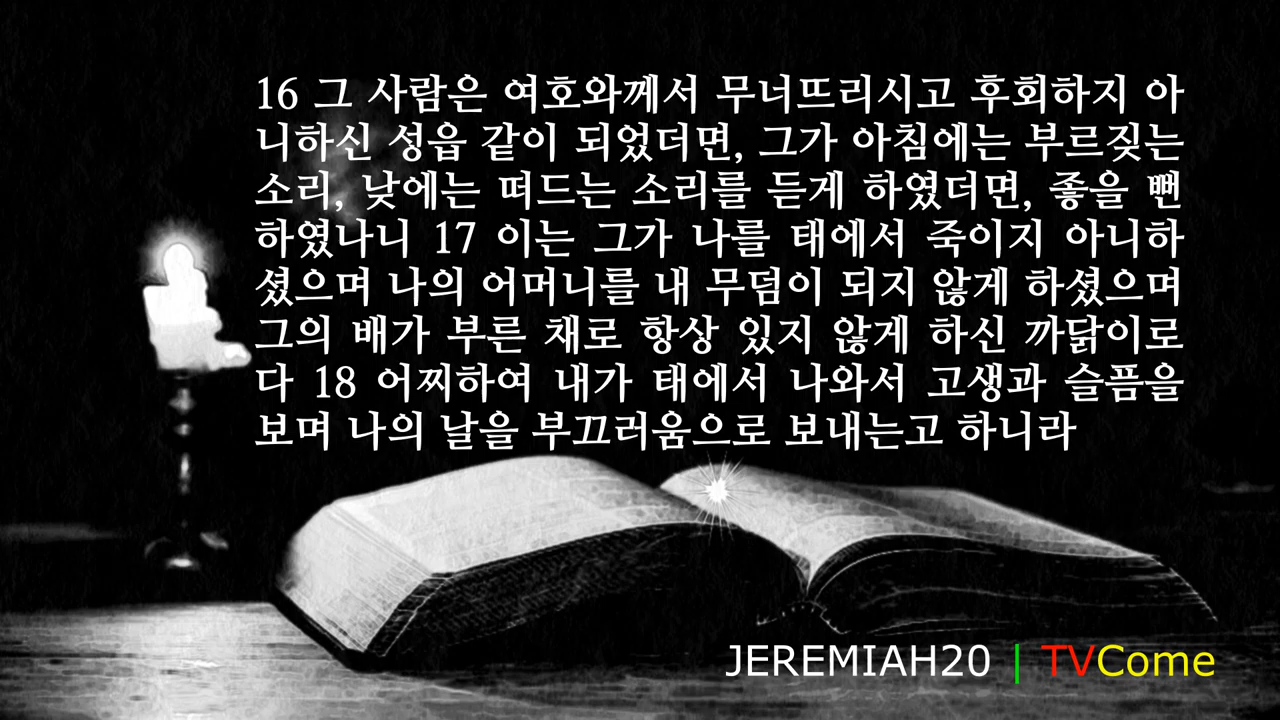 16 그 사람은 여호와께서 무너뜨리시고 후회하지 아
니하신 성읍 같이 되었더면, 그가 아침에는 부르짖는
소리, 낮에는 떠드는 소리를 듣게 하였더면, 좋을 뻔
하였나니 17 이는 그가 나를 태에서 죽이지 아니하
셨으며 나의 어머니를 내 무덤이 되지 않게 하셨으며
그의 배가 부른 채로 항상 있지 않게 하신 까닭이로
다 18 어찌하여 내가 태에서 나와서 고생과 슬픔을
보며 나의 날을 부끄러움으로 보내는고 하니라
JEREMIAH20 | TVCome